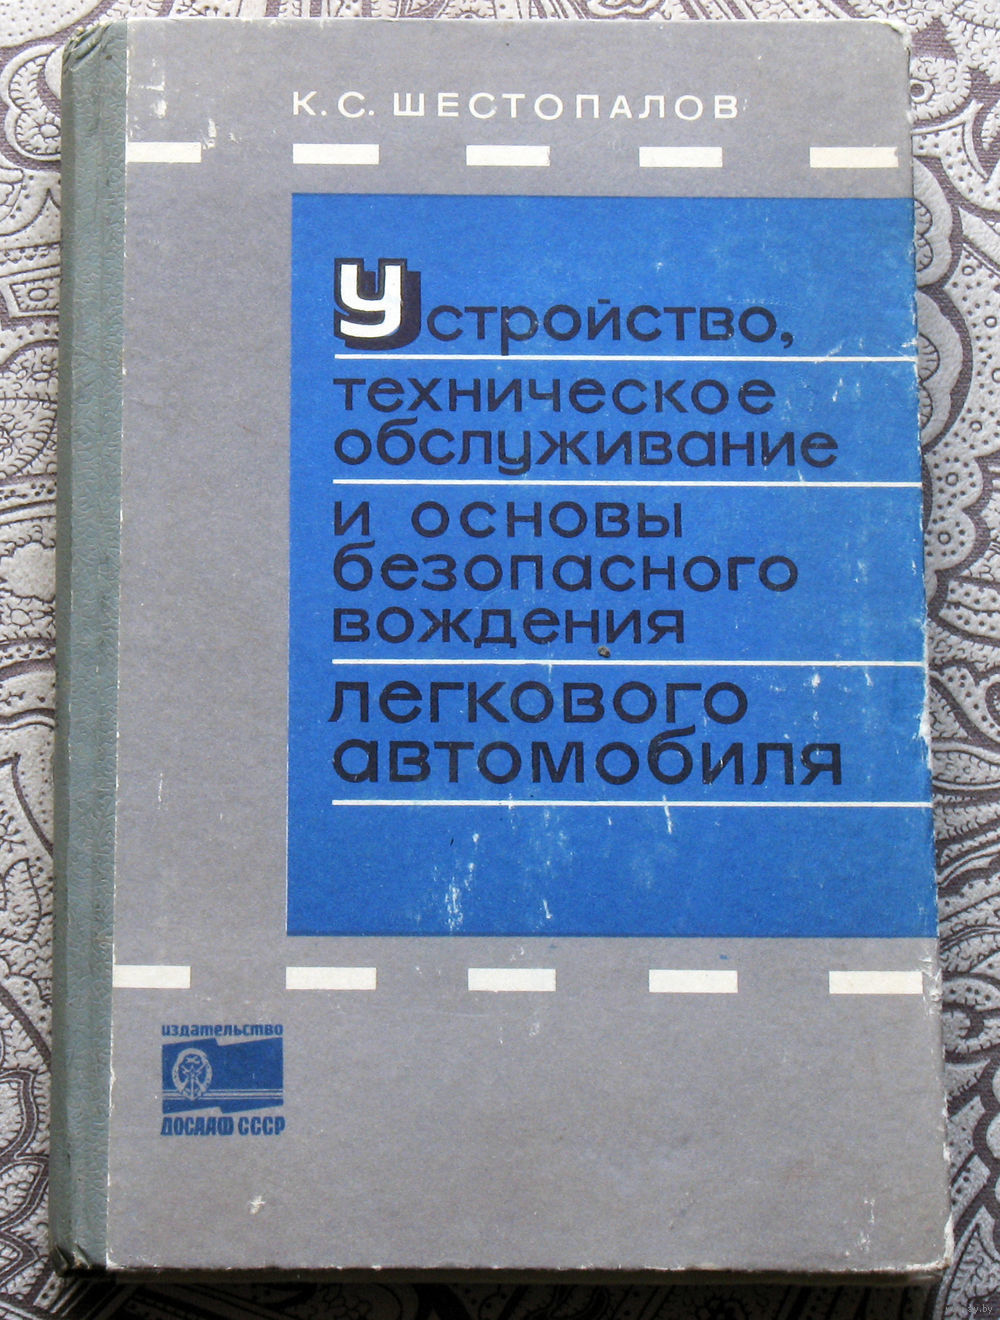 К.С. ШЕСТОПАЛОВ
Устройство,
техническое
обслуживание
и основы
безопасного
вождения
легкового
автомобиля
издательство
ДОСААФ СССР